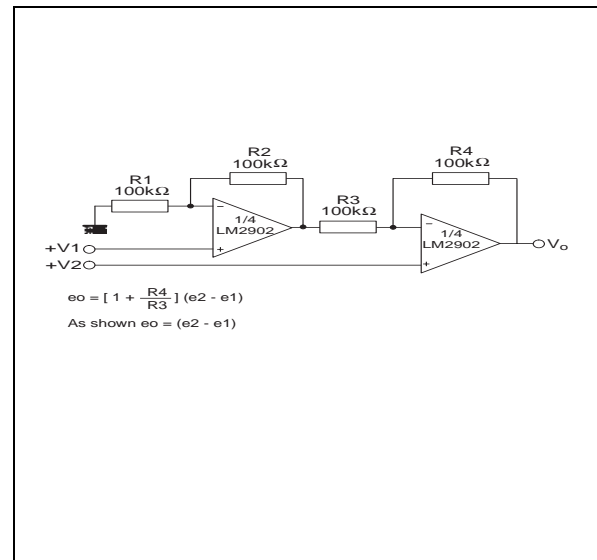 R2
100kΩ
R4
100kΩ
R1
100kΩ
R3
100kΩ
1/4
LM2902
1/4
LM2902
+V1
+V2
Vo
eo = [ 1 + R4/R3 ] (e2 - e1)
As shown eo = (e2 - e1)